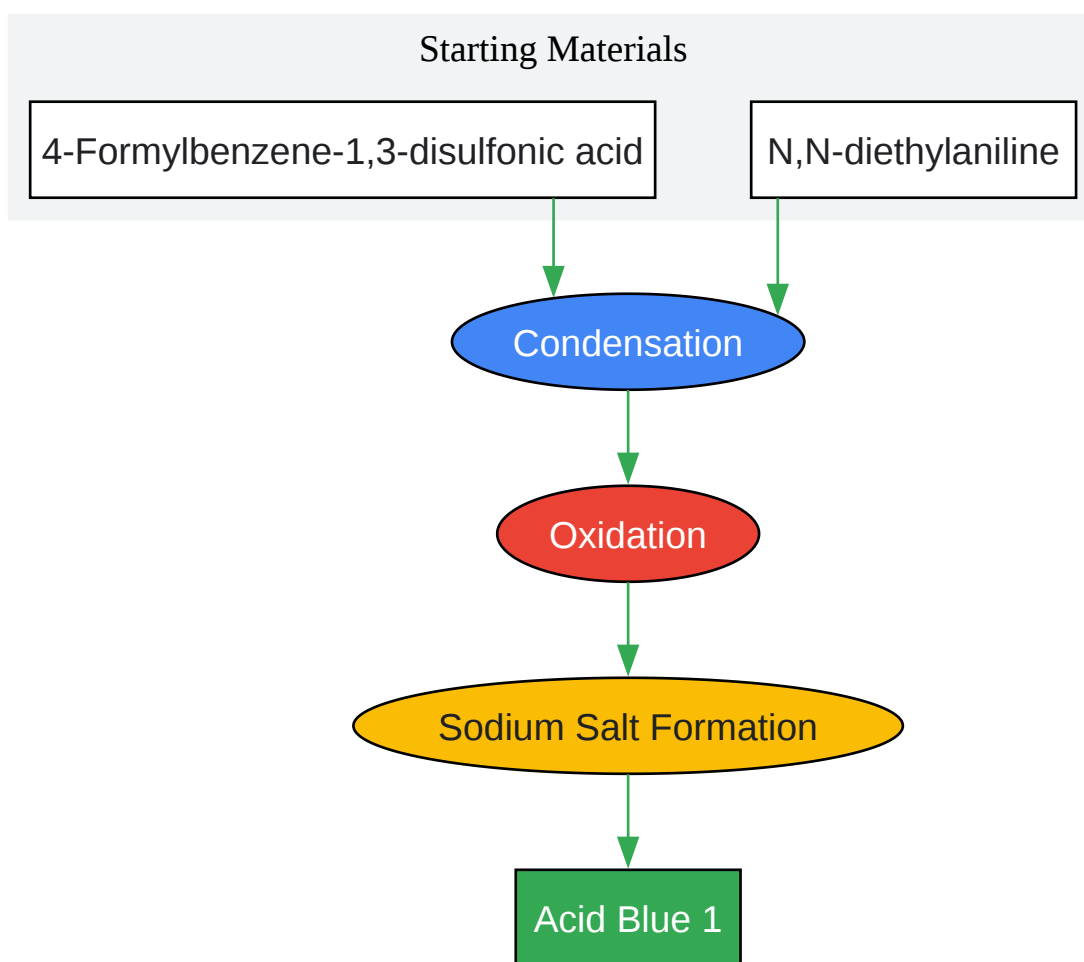 Starting Materials
4-Formylbenzene-1,3-disulfonic acid
N,N-diethylaniline
Condensation
Oxidation
Sodium Salt Formation
Acid Blue 1